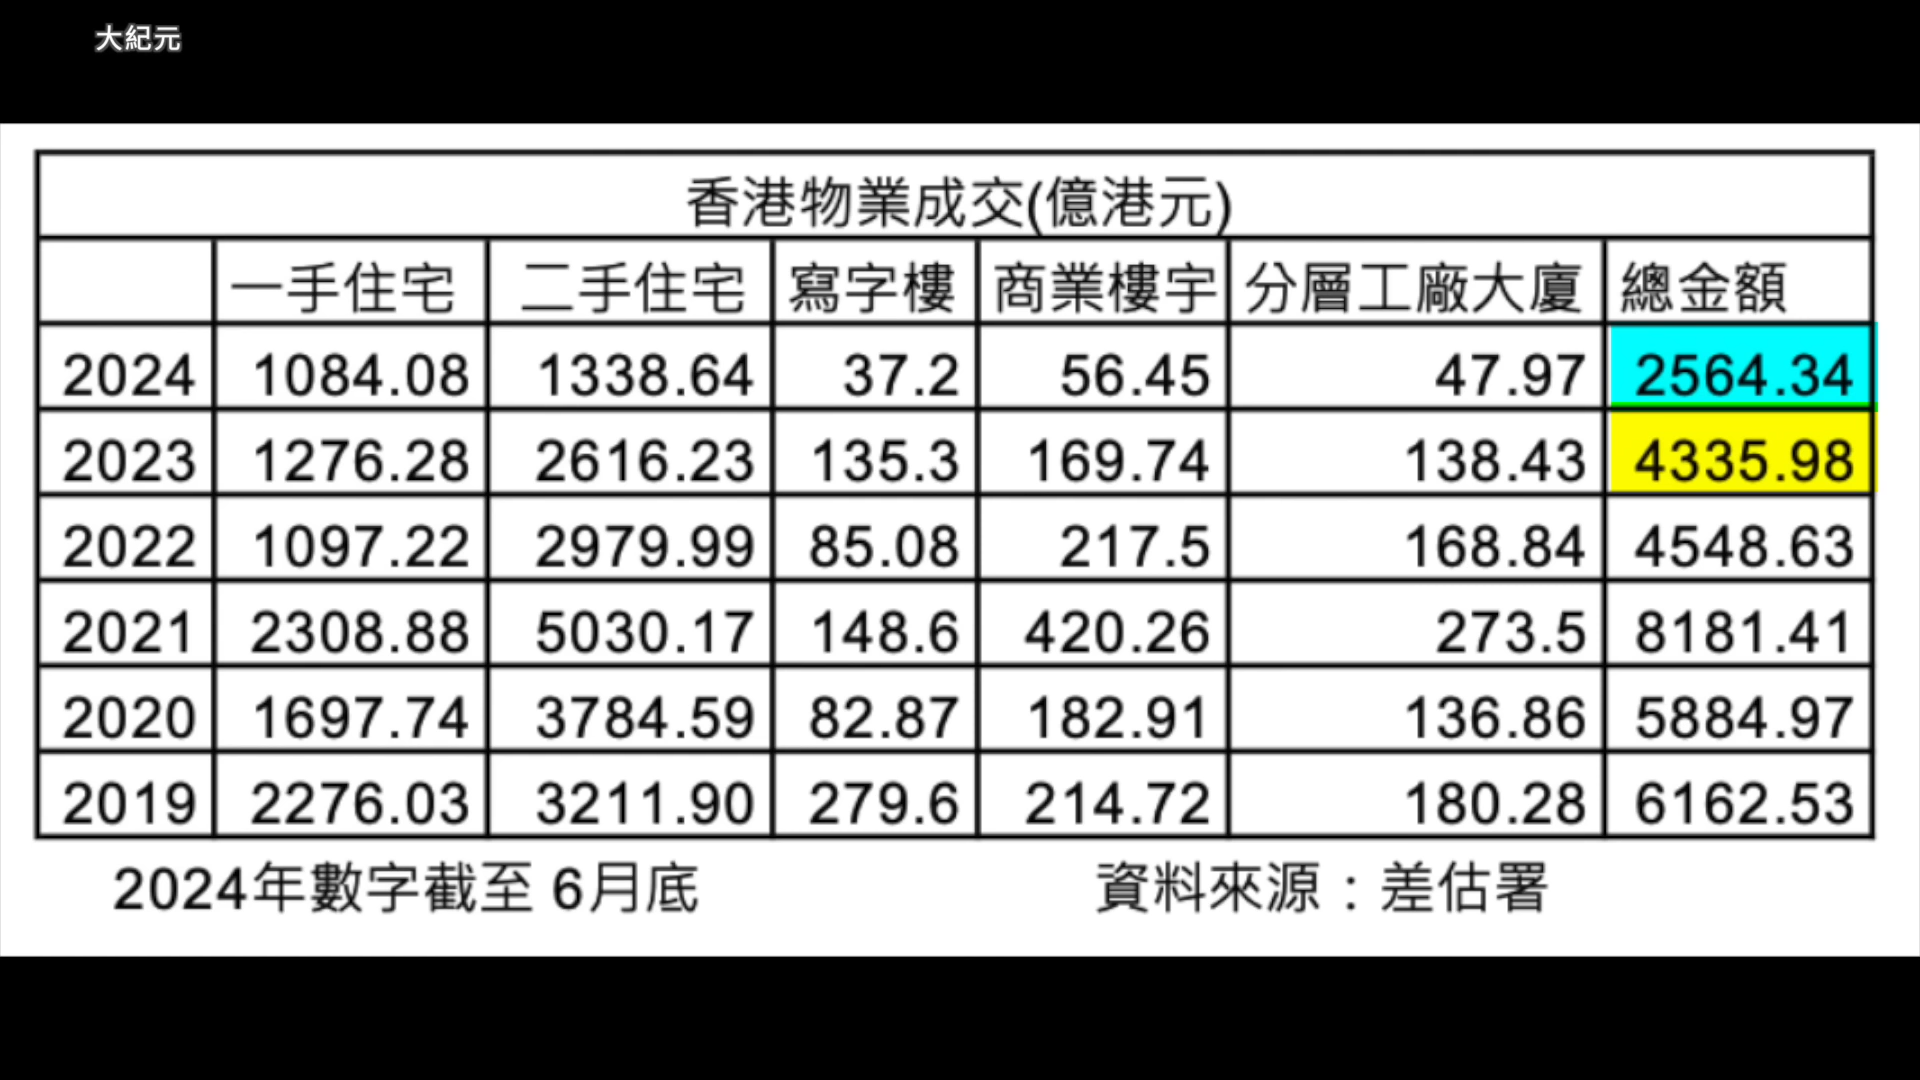 大紀元
香港物業成交(億港元)
一手住宅 二手住宅 寫字樓 商業樓宇 分層工廠大廈 總金額
2024 1084.08 1338.64 37.2 56.45 47.97 2564.34
2023 1276.28 2616.23 135.3 169.74 138.43 4335.98
2022 1097.22 2979.99 85.08 217.5 168.84 4548.63
2021 2308.88 5030.17 148.6 420.26 273.5 8181.41
2020 1697.74 3784.59 82.87 182.91 136.86 5884.97
2019 2276.03 3211.90 279.6 214.72 180.28 6162.53
2024年數字截至 6月底 資料來源：差估署